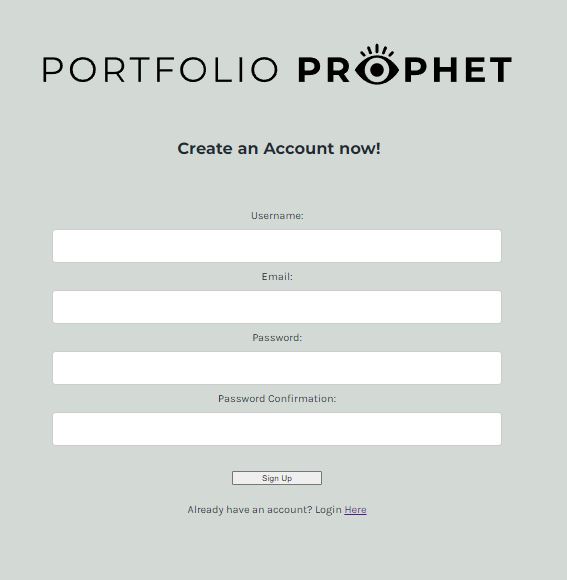 PORTFOLIO PROPHET
Create an Account now!
Username:
Email:
Password:
Password Confirmation:
Sign Up
Already have an account? Login Here